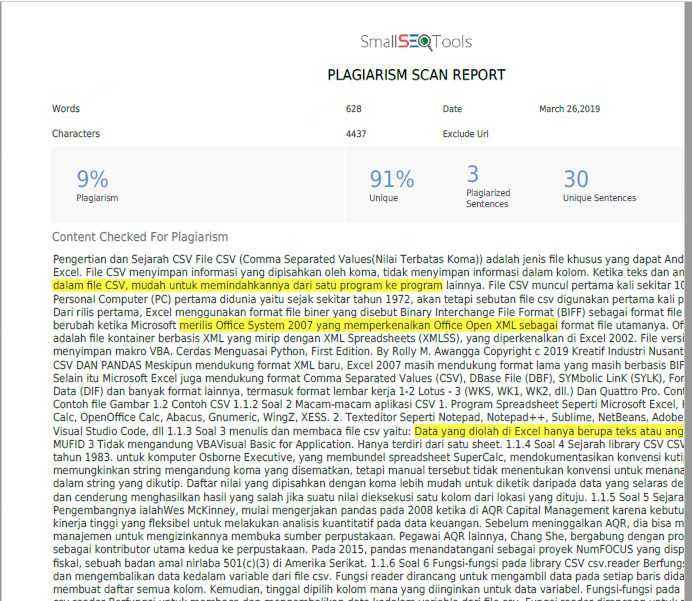 SmallSEOTools
PLAGIARISM SCAN REPORT
Words 628 Date March 26,2019
Characters 4437 Exclude Url
9% 91% 3 30
Plagiarism Unique Plagiarized Sentences Unique Sentences
Content Checked For Plagiarism
Pengertian dan Sejarah CSV File CSV (Comma Separated Values(Nilai Terbatas Koma)) adalah jenis file khusus yang dapat And
Excel. File CSV menyimpan informasi yang dipisahkan oleh koma, tidak menyimpan informasi dalam kolom. Ketika teks dan an
dalam file CSV, mudah untuk memindahkannya dari satu program ke program lainnya. File CSV muncul pertama kali sekitar 10
Personal Computer (PC) pertama didunia yaitu sejak sekitar tahun 1972, akan tetapi sebutan file csv digunakan pertama kali p
Dari rilis pertama, Excel menggunakan format file biner yang disebut Binary Interchange File Format (BIFF) sebagai format file
berubah ketika Microsoft merilis Office System 2007 yang memperkenalkan Office Open XML sebagai format file utamanya. Of
adalah file kontainer berbasis XML yang mirip dengan XML Spreadsheets (XMLSS), yang diperkenalkan di Excel 2002. File versi
menyimpan makro VBA. Cerdas Menguasai Python, First Edition. By Rolly M. Awangga Copyright c 2019 Kreatif Industri Nusant
CSV DAN PANDAS Meskipun mendukung format XML baru, Excel 2007 masih mendukung format lama yang masih berbasis BIF
Selain itu Microsoft Excel juga mendukung format Comma Separated Values (CSV), DBase File (DBF), SYMbolic LinK (SYLK), For
Data (DIF) dan banyak format lainnya, termasuk format lembar kerja 1-2 Lotus - 3 (WKS, WK1, WK2, dll.) Dan Quattro Pro. Cont
Contoh file Gambar 1.2 Contoh CSV 1.1.2 Soal 2 Macam-macam aplikasi CSV 1. Program Spreadsheet Seperti Microsoft Excel, l
Calc, OpenOffice Calc, Abacus, Gnumeric, WingZ, XESS. 2. Texteditor Seperti Notepad, Notepad++, Sublime, NetBeans, Adobe
Visual Studio Code, dll 1.1.3 Soal 3 menulis dan membaca file csv yaitu: Data yang diolah di Excel hanya berupa teks atau ang
MUFID 3 Tidak mengandung VBAVisual Basic for Application. Hanya terdiri dari satu sheet. 1.1.4 Soal 4 Sejarah library CSV CSV
tahun 1983. untuk komputer Osborne Executive, yang membundel spreadsheet SuperCalc, mendokumentasikan konvensi kuti
memungkinkan string mengandung koma yang disematkan, tetapi manual tersebut tidak menentukan konvensi untuk menana
dalam string yang dikutip. Daftar nilai yang dipisahkan dengan koma lebih mudah untuk diketik daripada data yang selaras de
dan cenderung menghasilkan hasil yang salah jika suatu nilai dieksekusi satu kolom dari lokasi yang dituju. 1.1.5 Soal 5 Sejara
Pengembangnya ialahWes McKinney, mulai mengerjakan pandas pada 2008 ketika di AQR Capital Management karena kebutu
kinerja tinggi yang fleksibel untuk melakukan analisis kuantitatif pada data keuangan. Sebelum meninggalkan AQR, dia bisa m
manajemen untuk mengizinkannya membuka sumber perpustakaan. Pegawai AQR lainnya, Chang She, bergabung dengan pro
sebagai kontributor utama kedua ke perpustakaan. Pada 2015, pandas menandatangani sebagai proyek NumFOCUS yang disp
fiskal, sebuah badan amal nirlaba 501(c)(3) di Amerika Serikat. 1.1.6 Soal 6 Fungsi-fungsi pada library CSV csv.reader Berfungs
dan mengembalikan data kedalam variable dari file csv. Fungsi reader dirancang untuk mengambil data pada setiap baris dida
membuat daftar semua kolom. Kemudian, tinggal dipilih kolom mana yang diinginkan untuk data variabel. Fungsi-fungsi pada